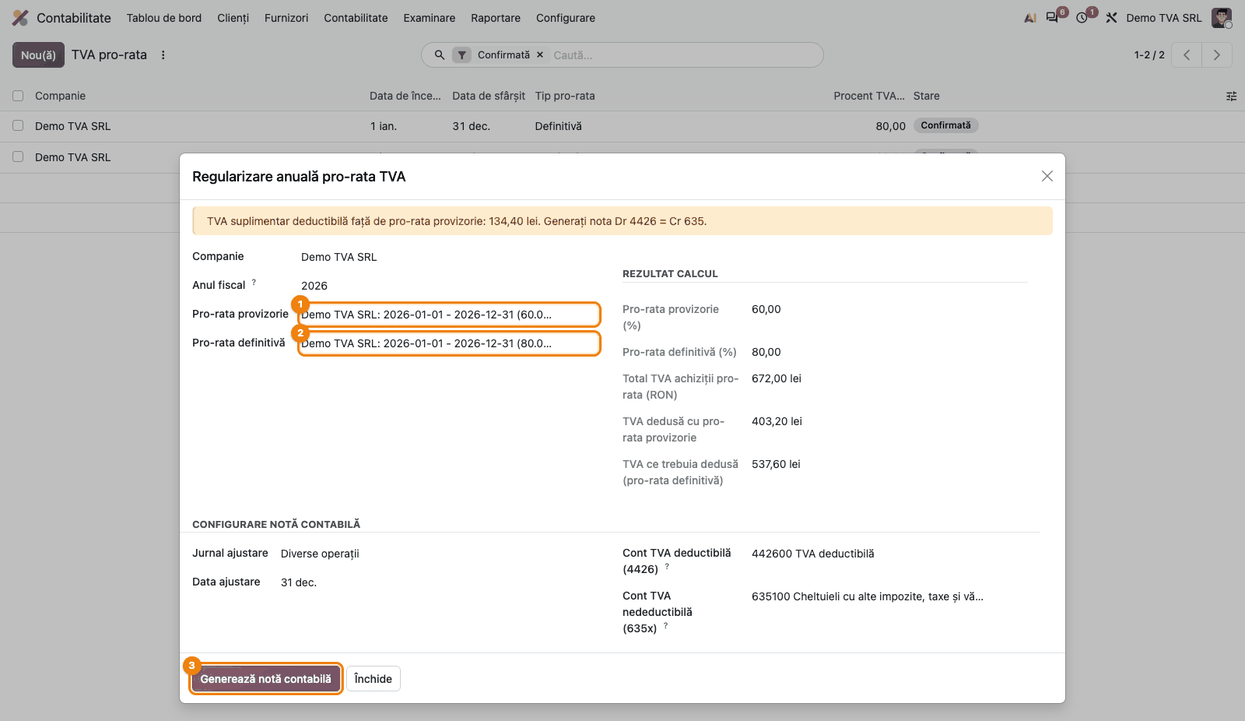 Contabilitate Tablou de bord Clienți Furnizori Contabilitate Examinare Raportare Configurare AI 6 1 Demo TVA SRL
Nou(ă) TVA pro-rata Confirmată × Caută... 1-2 / 2
Companie Data de înce... Data de sfârșit Tip pro-rata Procent TVA... Stare
Demo TVA SRL 1 ian. 31 dec. Definitivă 80,00 Confirmată
Demo TVA SRL
Regularizare anuală pro-rata TVA
TVA suplimentar deductibilă față de pro-rata provizorie: 134,40 lei. Generați nota Dr 4426 = Cr 635.
Companie Demo TVA SRL
Anul fiscal ? 2026
1
Pro-rata provizorie Demo TVA SRL: 2026-01-01 - 2026-12-31 (60.0...
2
Pro-rata definitivă Demo TVA SRL: 2026-01-01 - 2026-12-31 (80.0...
REZULTAT CALCUL
Pro-rata provizorie 60,00
(%)
Pro-rata definitivă (%) 80,00
Total TVA achiziții pro- 672,00 lei
rata (RON)
TVA dedusă cu pro- 403,20 lei
rata provizorie
TVA ce trebuia dedusă 537,60 lei
(pro-rata definitivă)
CONFIGURARE NOTĂ CONTABILĂ
Jurnal ajustare Diverse operații
Data ajustare 31 dec.
Cont TVA deductibilă 442600 TVA deductibilă
(4426) ?
Cont TVA 635100 Cheltuieli cu alte impozite, taxe și vă...
nedeductibilă
(635x) ?
3
Generează notă contabilă Închide